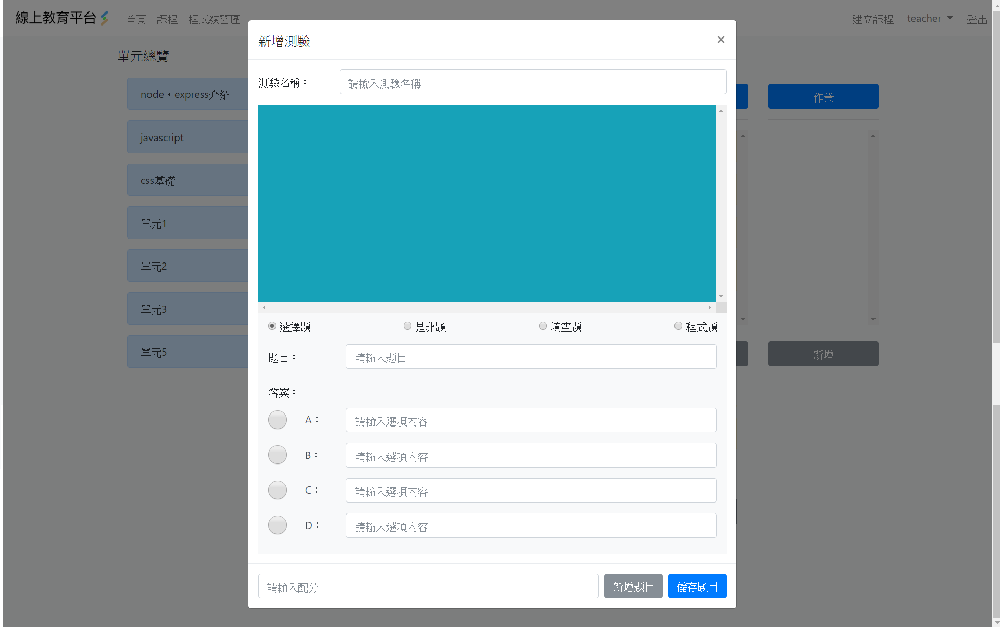 線上教育平台 首頁 課程 程式練習區 建立課程 teacher 登出
單元總覽
node，express介紹
javascript
css基礎
單元1
單元2
單元3
單元5
作業
新增
新增測驗 ×
測驗名稱： 請輸入測驗名稱
選擇題 是非題 填空題 程式題
題目： 請輸入題目
答案：
A： 請輸入選項内容
B： 請輸入選項内容
C： 請輸入選項内容
D： 請輸入選項内容
請輸入配分 新增題目 儲存題目